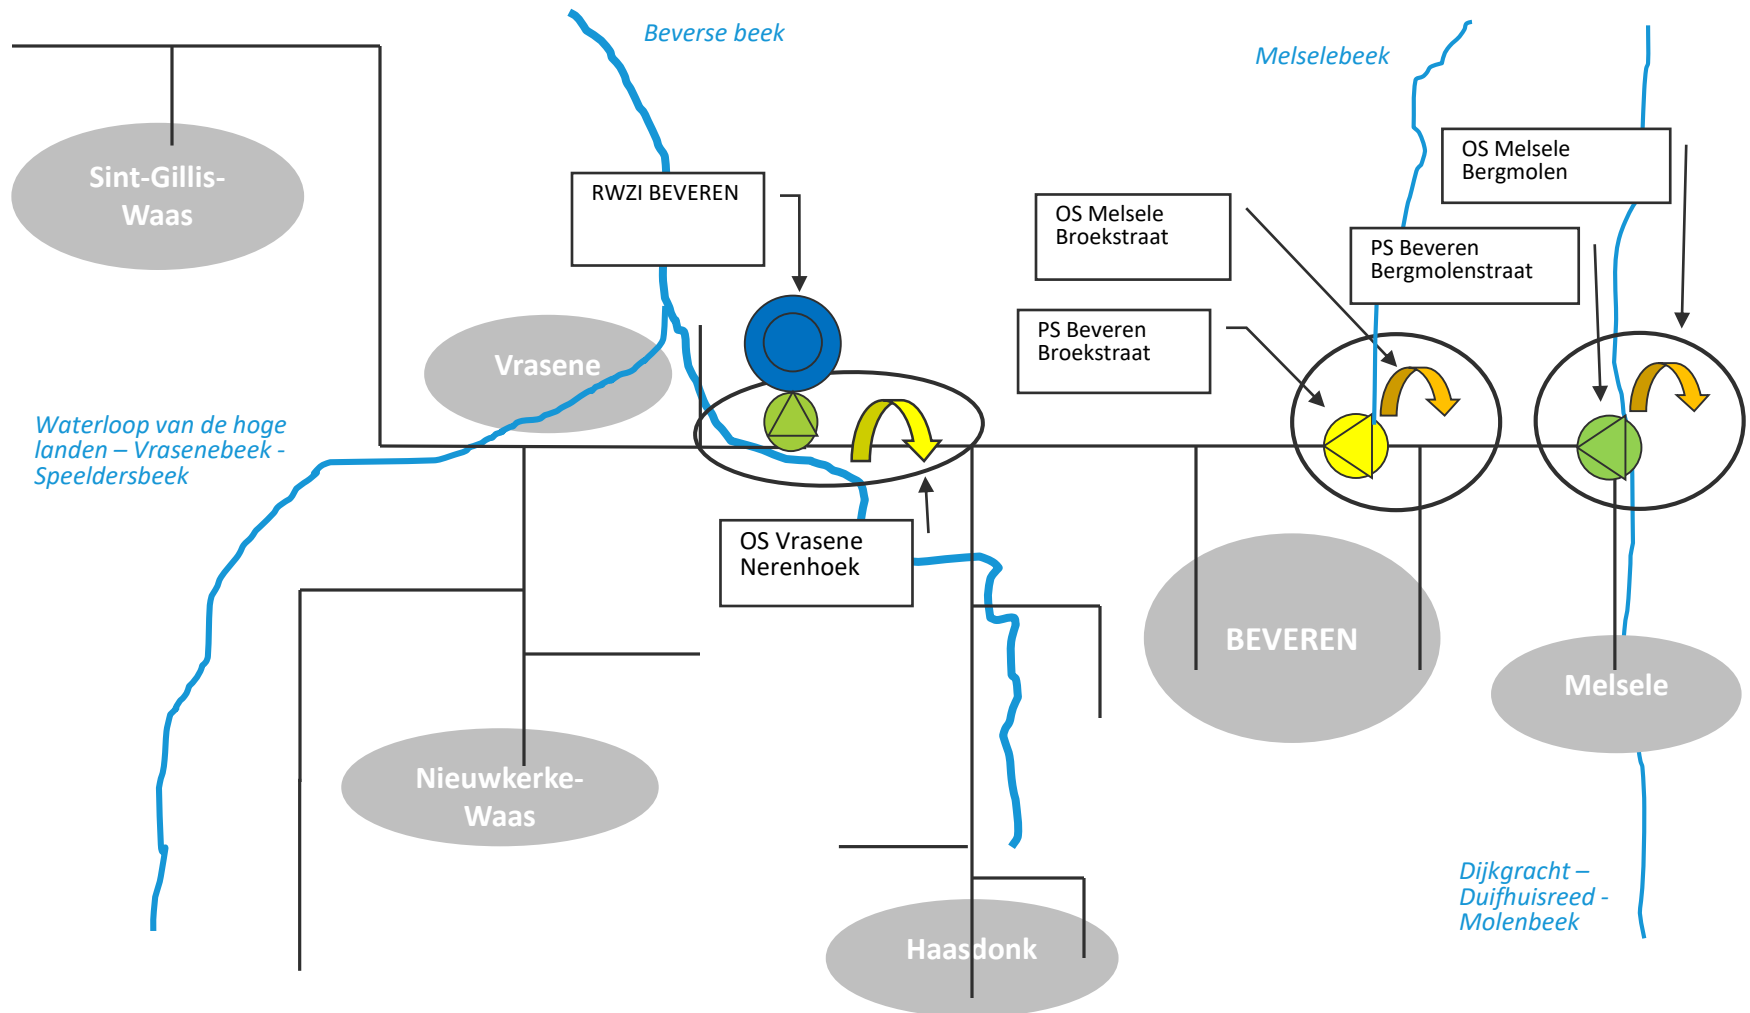 Beverse beek
Melselebeek
Sint-Gillis-
Waas
RWZI BEVEREN
OS Melsele
Bergmolen
OS Melsele
Broekstraat
PS Beveren
Bergmolenstraat
PS Beveren
Broekstraat
Vrasene
Waterloop van de hoge
landen – Vrasenebeek -
Speeldersbeek
OS Vrasene
Nerenhoek
BEVEREN
Melsele
Nieuwkerke-
Waas
Dijkgracht –
Duifhuisreed -
Molenbeek
Haasdonk